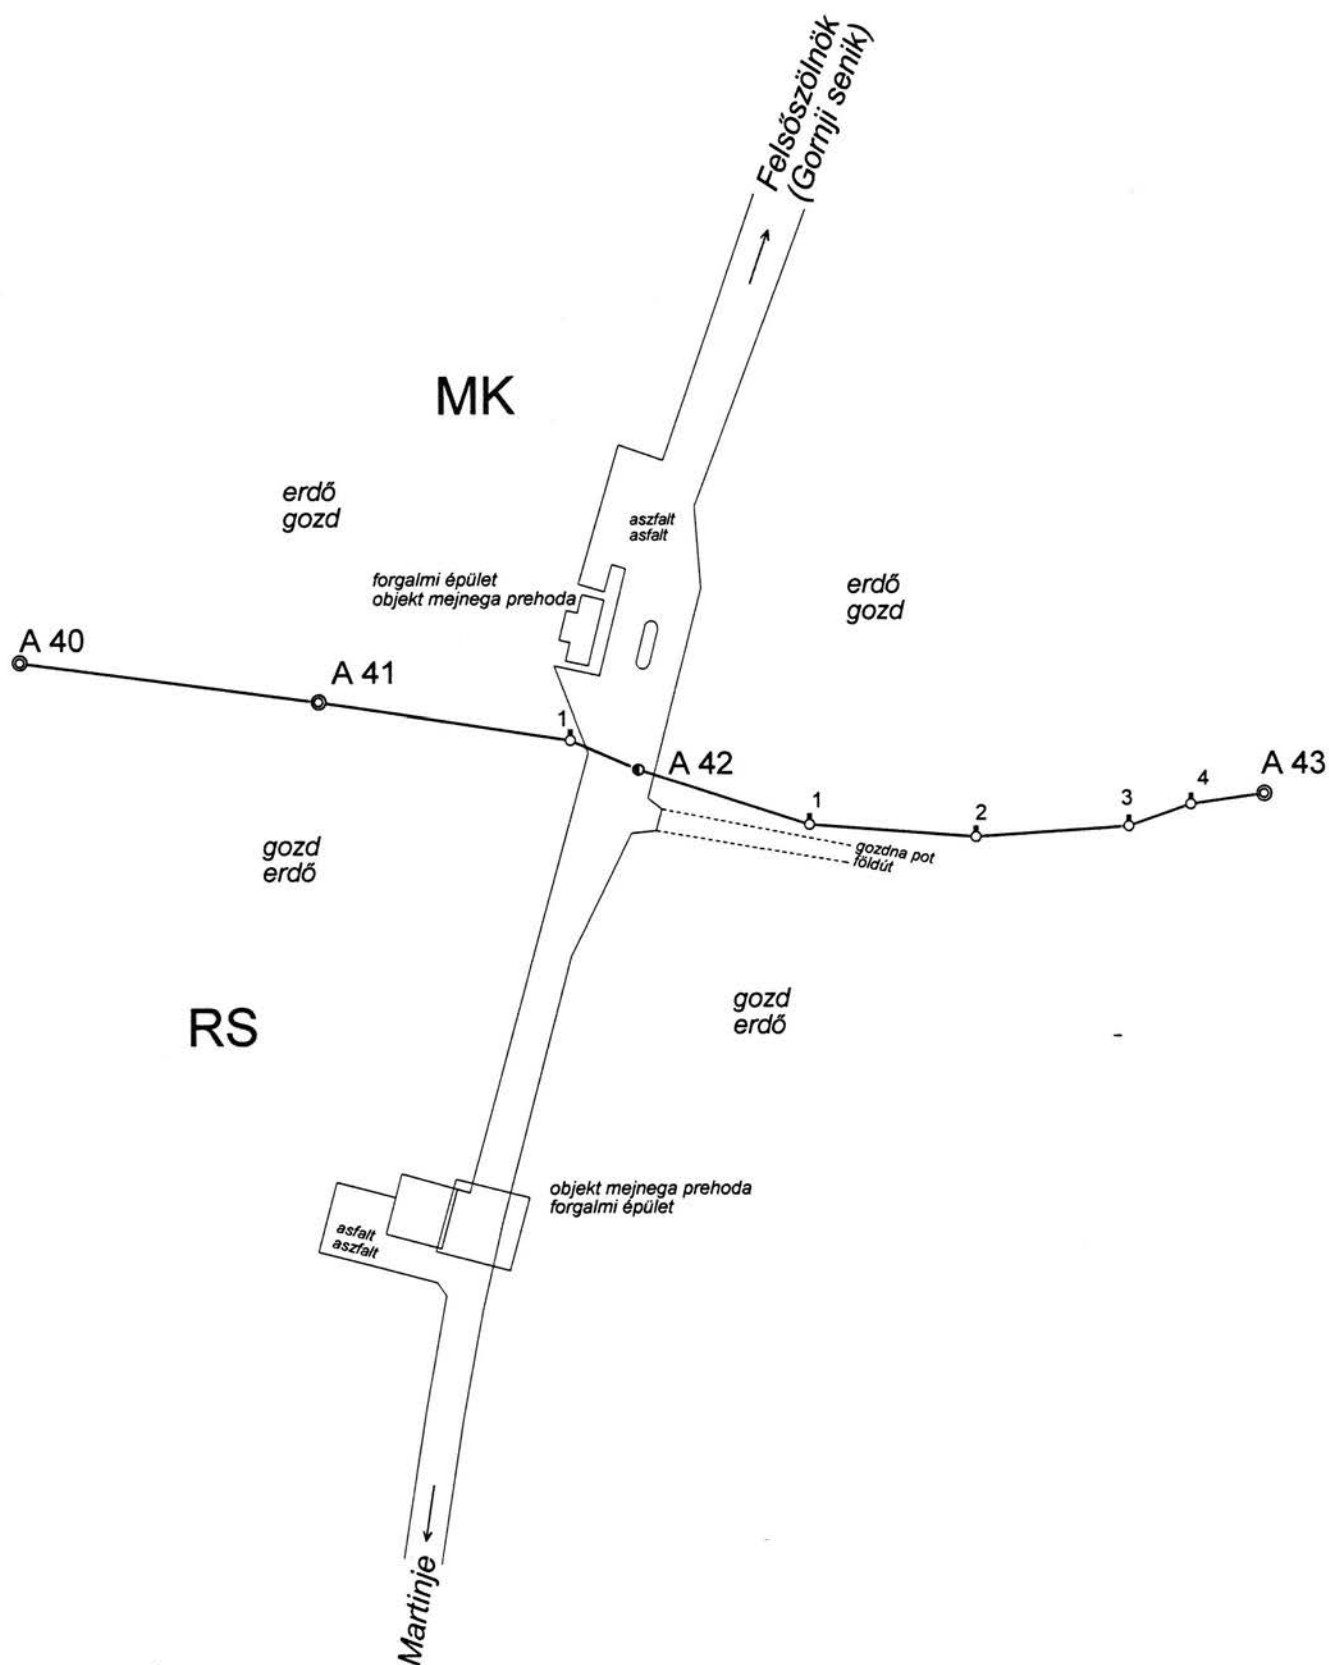 Felsőszölnök
(Gornji senik)
MK
erdő
gozd
aszfalt
asfalt
forgalmi épület
objekt mejnega prehoda
erdő
gozd
A 40
A 41
1
A 42
1
2
3
4
A 43
gozdna pot
földút
gozd
erdő
gozd
erdő
RS
objekt mejnega prehoda
forgalmi épület
asfalt
aszfalt
Martinje